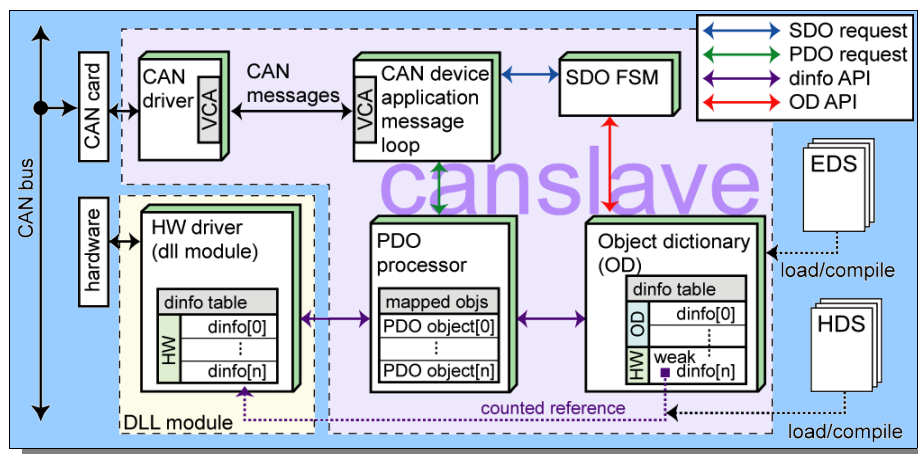 SDO request
PDO request
dinfo API
OD API
CAN bus
CAN card
CAN
driver
VCA
CAN
messages
VCA
CAN device
application
message
loop
SDO FSM
canslave
EDS
load/compile
hardware
HW driver
(dll module)
dinfo table
HW
dinfo[0]
dinfo[n]
DLL module
PDO
processor
mapped objs
PDO object[0]
PDO object[n]
Object dictionary
(OD)
dinfo table
OD
dinfo[0]
HW
weak
dinfo[n]
counted reference
HDS
load/compile